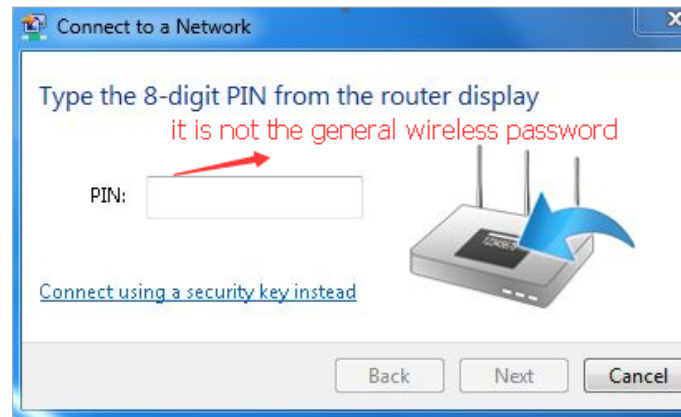 Connect to a Network
Type the 8-digit PIN from the router display
it is not the general wireless password
PIN:
12345670
Connect using a security key instead
Back Next Cancel